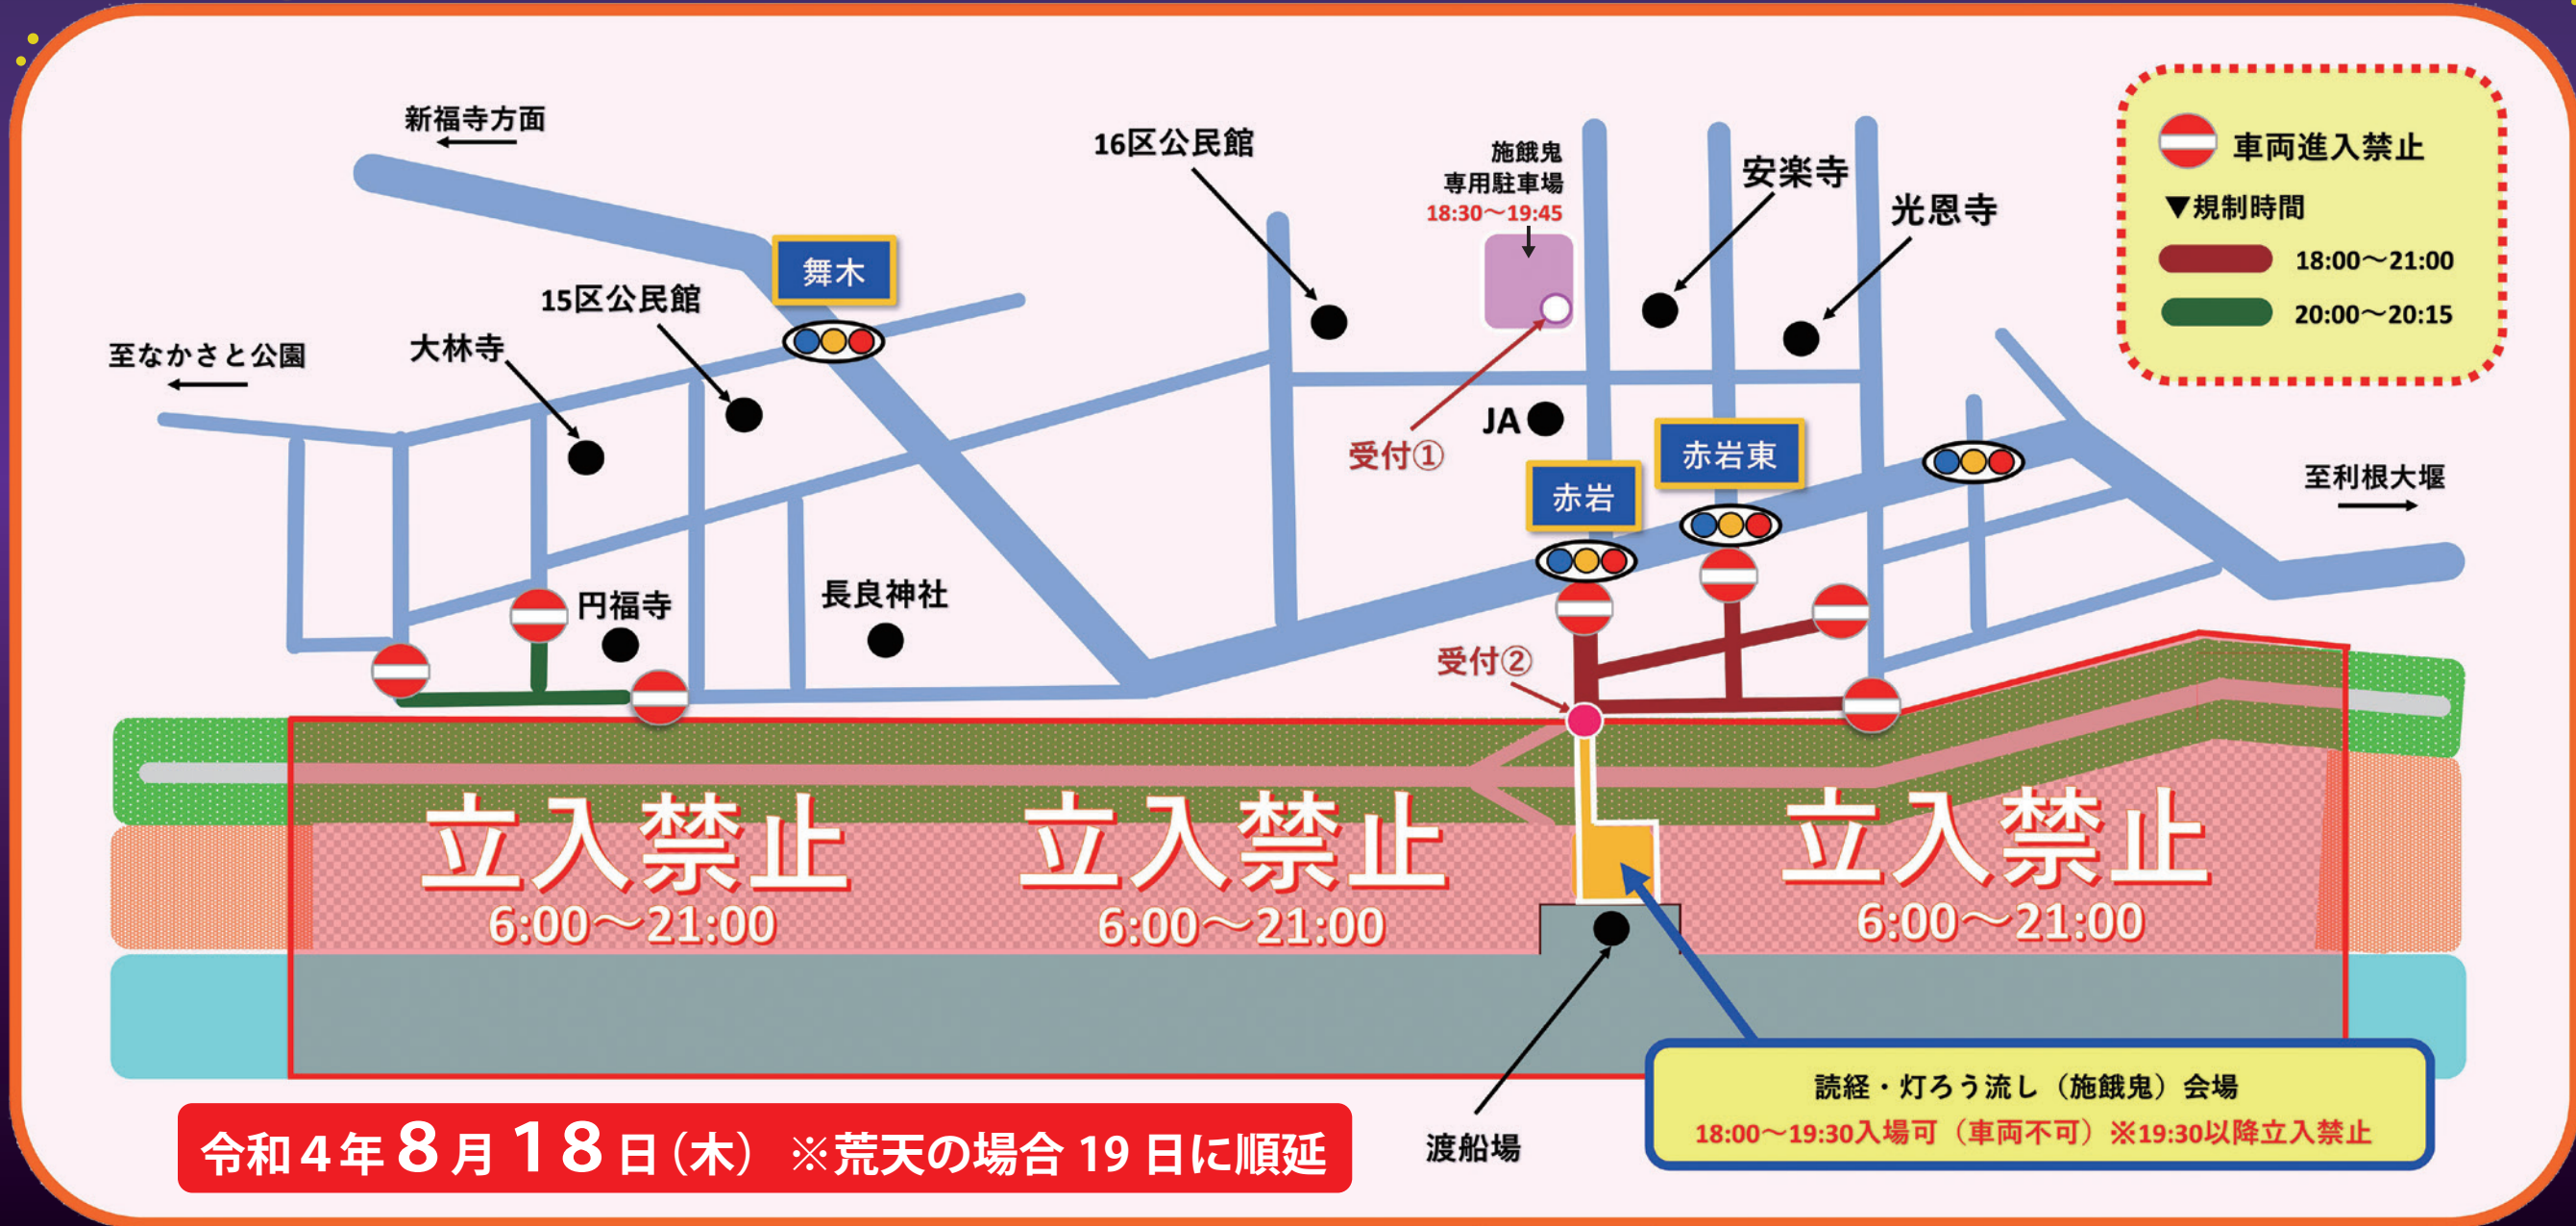 新福寺方面
16区公民館
施餓鬼
専用駐車場
18:30～19:45
安楽寺
光恩寺
車両進入禁止
▼規制時間
18:00～21:00
20:00～20:15
舞木
15区公民館
大林寺
至なかさと公園
受付①
JA
赤岩東
赤岩
至利根大堰
円福寺
長良神社
受付②
立入禁止
6:00～21:00
立入禁止
6:00～21:00
立入禁止
6:00～21:00
渡船場
読経・灯ろう流し（施餓鬼）会場
18:00～19:30入場可（車両不可）※19:30以降立入禁止
令和4年8月18日（木） ※荒天の場合19日に順延